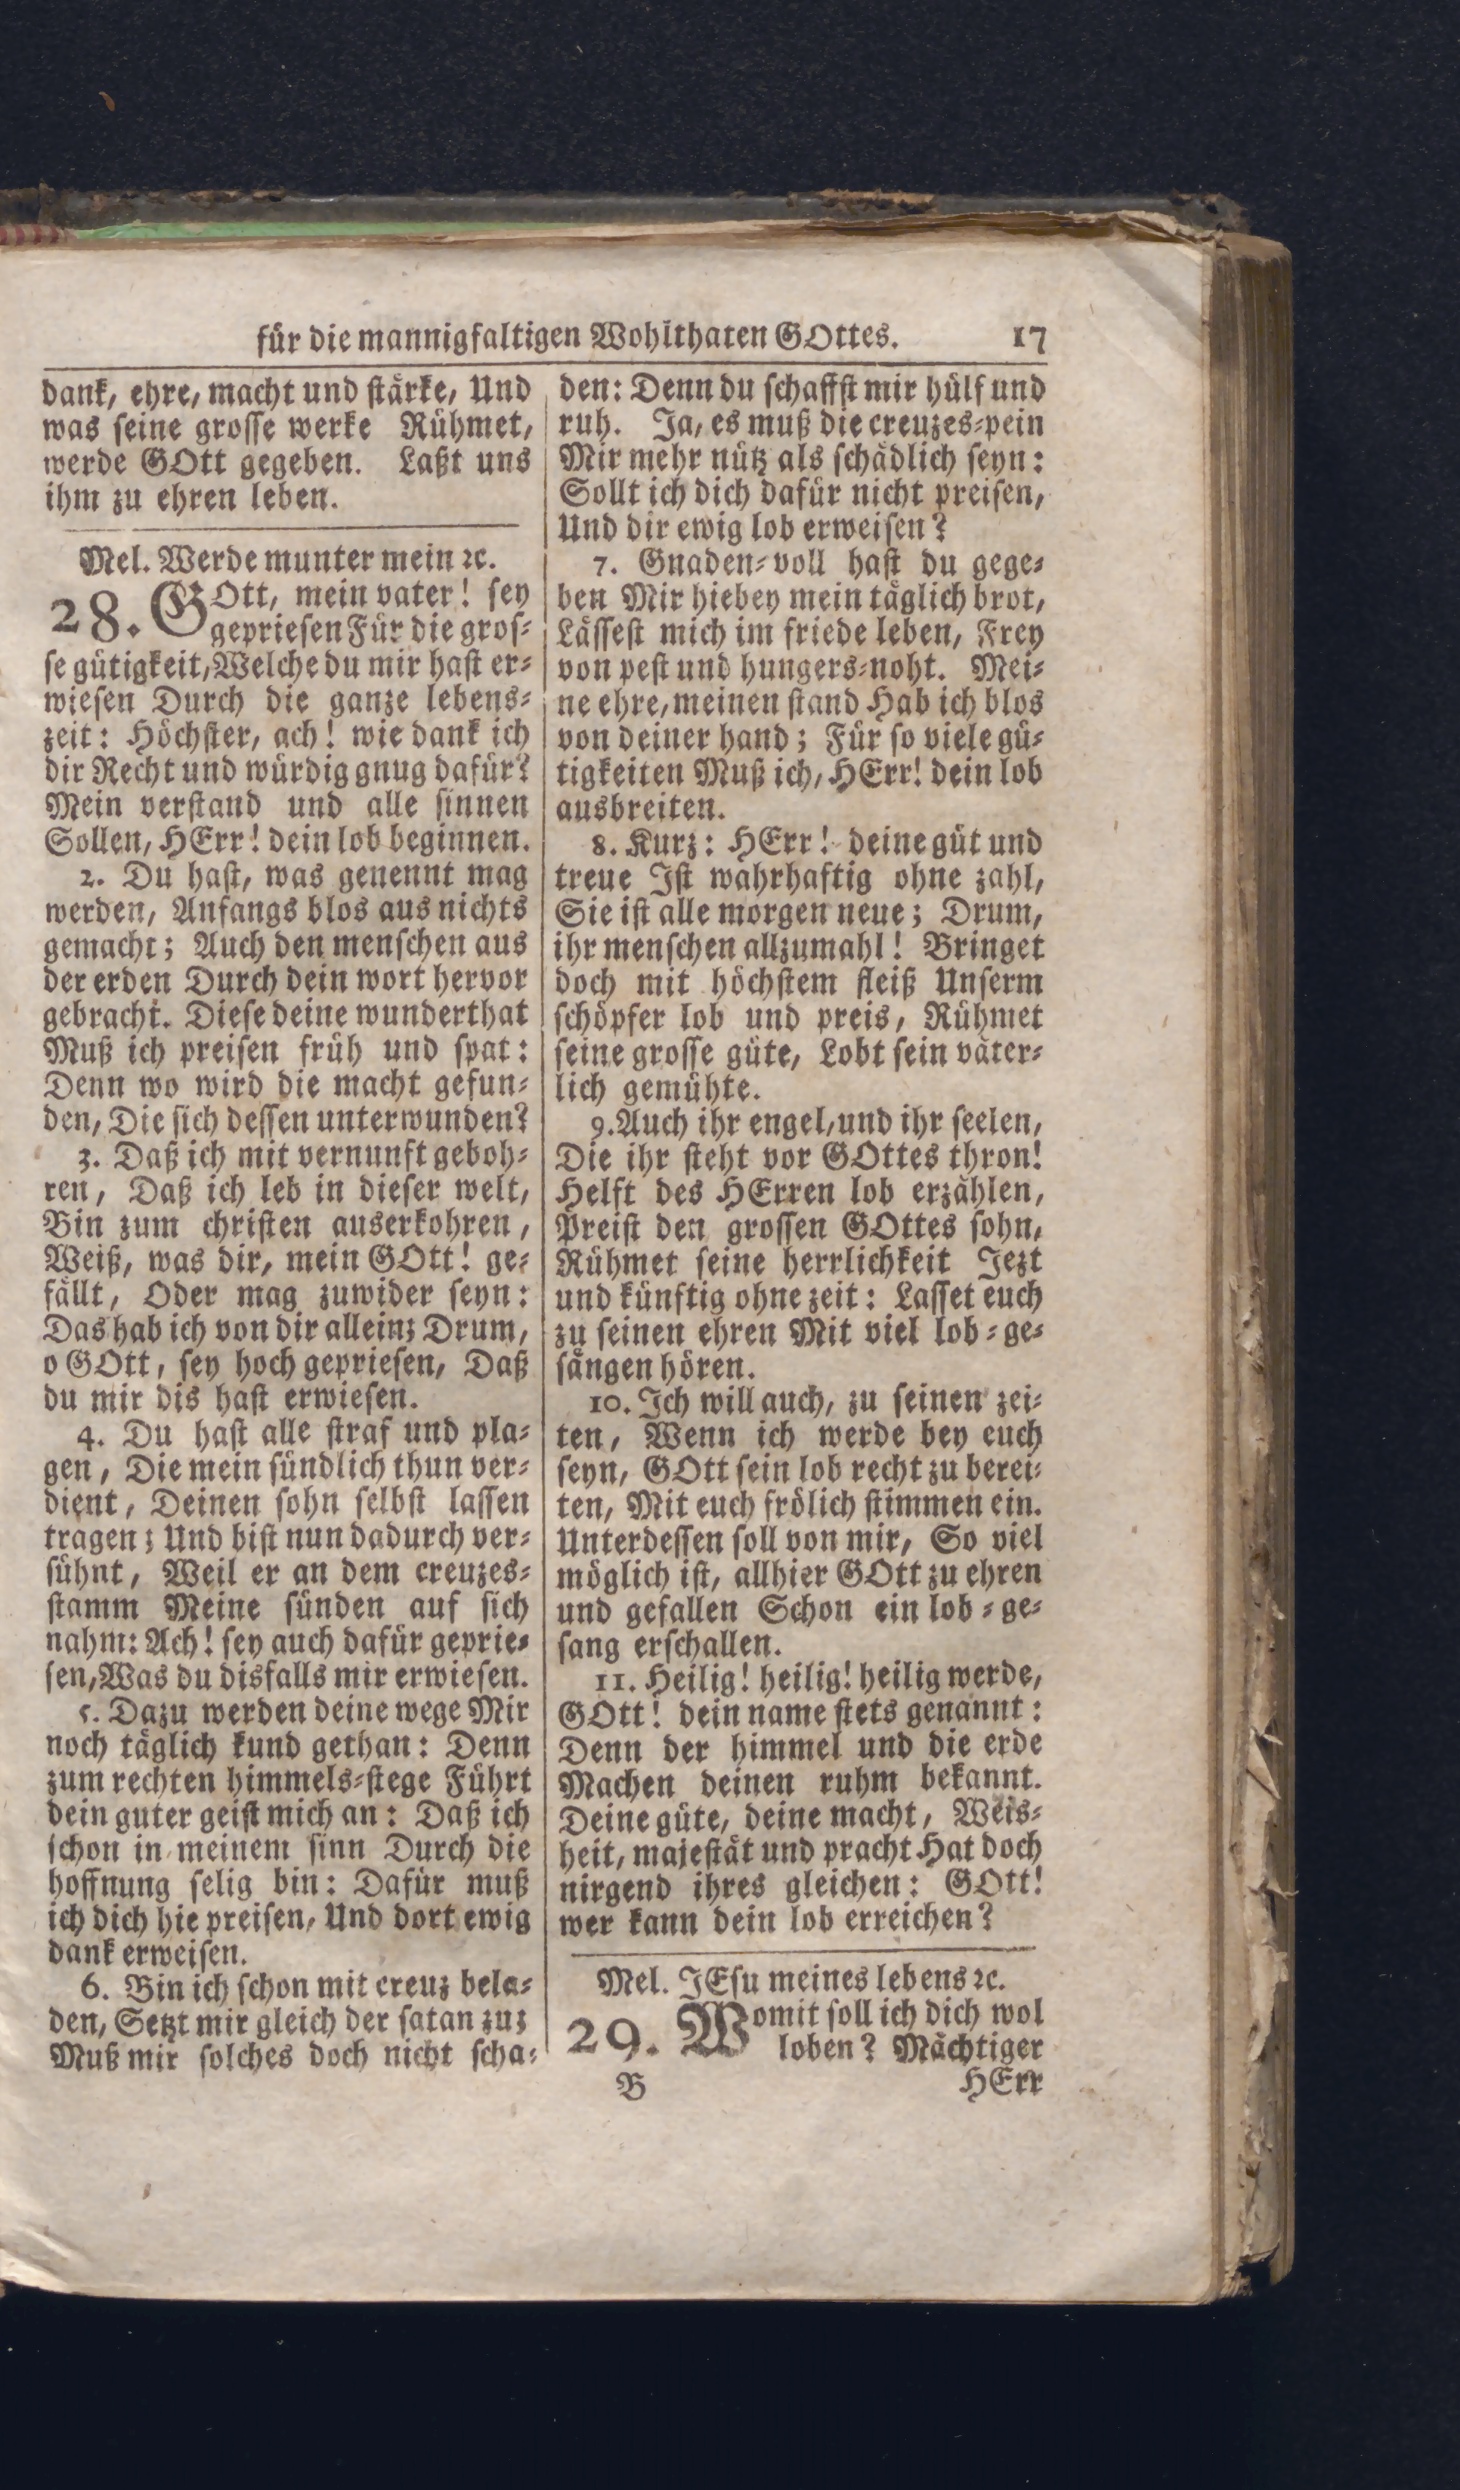 für die mannigfaltigen Wohlthaten GOttes. 17
dank, ehre, macht und stärke, Und
was seine grosse werke Rühmet,
werde GOtt gegeben. Laßt uns
ihm zu ehren leben.
Mel. Werde munter mein ꝛc.
28. GOtt, mein vater! sey
gepriesen Für die gros-
se gütigkeit, Welche du mir hast er-
wiesen Durch die ganze lebens-
zeit: Höchster, ach! wie dank ich
dir Recht und würdig gnug dafür?
Mein verstand und alle sinnen
Sollen, HErr! dein lob beginnen.
2. Du hast, was genennt mag
werden, Anfangs blos aus nichts
gemacht; Auch den menschen aus
der erden Durch dein wort hervor
gebracht. Diese deine wunderthat
Muß ich preisen früh und spat:
Denn wo wird die macht gefun-
den, Die sich dessen unterwunden?
3. Daß ich mit vernunft geboh-
ren, Daß ich leb in dieser welt,
Bin zum christen auserkohren,
Weiß, was dir, mein GOtt! ge-
fällt, Oder mag zuwider seyn:
Das hab ich von dir allein; Drum,
o GOtt, sey hoch gepriesen, Daß
du mir dis hast erwiesen.
4. Du hast alle straf und pla-
gen, Die mein sündlich thun ver-
dient, Deinen sohn selbst lassen
tragen; Und bist nun dadurch ver-
sühnt, Weil er an dem creuzes-
stamm Meine sünden auf sich
nahm: Ach! sey auch dafür geprie-
sen, Was du disfalls mir erwiesen.
5. Dazu werden deine wege Mir
noch täglich kund gethan: Denn
zum rechten himmels-stege Führt
dein guter geist mich an: Daß ich
schon in meinem sinn Durch die
hoffnung selig bin: Dafür muß
ich dich hie preisen, Und dort ewig
dank erweisen.
6. Bin ich schon mit creuz bela-
den, Setzt mir gleich der satan zu;
Muß mir solches doch nicht scha-
den: Denn du schaffst mir hülf und
ruh. Ja, es muß die creuzes-pein
Mir mehr nütz als schädlich seyn:
Sollt ich dich dafür nicht preisen,
Und dir ewig lob erweisen?
7. Gnaden-voll hast du gege-
ben Mir hiebey mein täglich brot,
Lässest mich im friede leben, Frey
von pest und hungers-noht. Mei-
ne ehre, meinen stand Hab ich blos
von deiner hand; Für so viele gü-
tigkeiten Muß ich, HErr! dein lob
ausbreiten.
8. Kurz: HErr! deine güt und
treue Ist wahrhaftig ohne zahl,
Sie ist alle morgen neue; Drum,
ihr menschen allzumahl! Bringet
doch mit höchstem fleiß Unserm
schöpfer lob und preis, Rühmet
seine grosse güte, Lobt sein väter-
lich gemühte.
9. Auch ihr engel, und ihr seelen,
Die ihr steht vor GOttes thron!
Helft des HErren lob erzählen,
Preist den grossen GOttes sohn,
Rühmet seine herrlichkeit Jezt
und künftig ohne zeit: Lasset euch
zu seinen ehren Mit viel lob-ge-
sängen hören.
10. Ich will auch, zu seinen zei-
ten, Wenn ich werde bey euch
seyn, GOtt sein lob recht zu berei-
ten, Mit euch frölich stimmen ein.
Unterdessen soll von mir, So viel
möglich ist, allhier GOtt zu ehren
und gefallen Schon ein lob-ge-
sang erschallen.
11. Heilig! heilig! heilig werde,
GOtt! dein name stets genannt:
Denn der himmel und die erde
Machen deinen ruhm bekannt.
Deine güte, deine macht, Weis-
heit, majestät und pracht Hat doch
nirgend ihres gleichen: GOtt!
wer kann dein lob erreichen?
Mel. JEsu meines lebens ꝛc.
29. Womit soll ich dich wol
loben? Mächtiger
B HErr